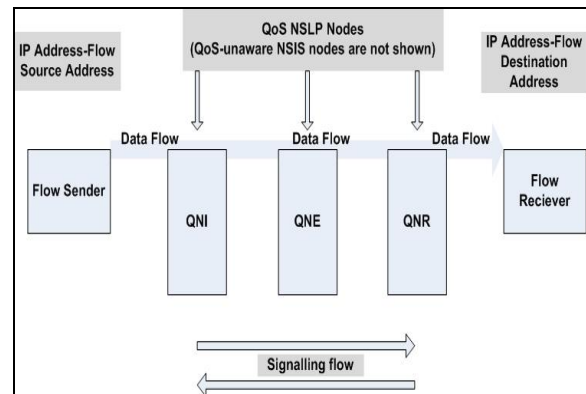 QoS NSLP Nodes
(QoS-unaware NSIS nodes are not shown)
IP Address-Flow
Source Address
IP Address-Flow
Destination
Address
Data Flow
Data Flow
Data Flow
Flow Sender
QNI
QNE
QNR
Flow
Reciever
Signalling flow